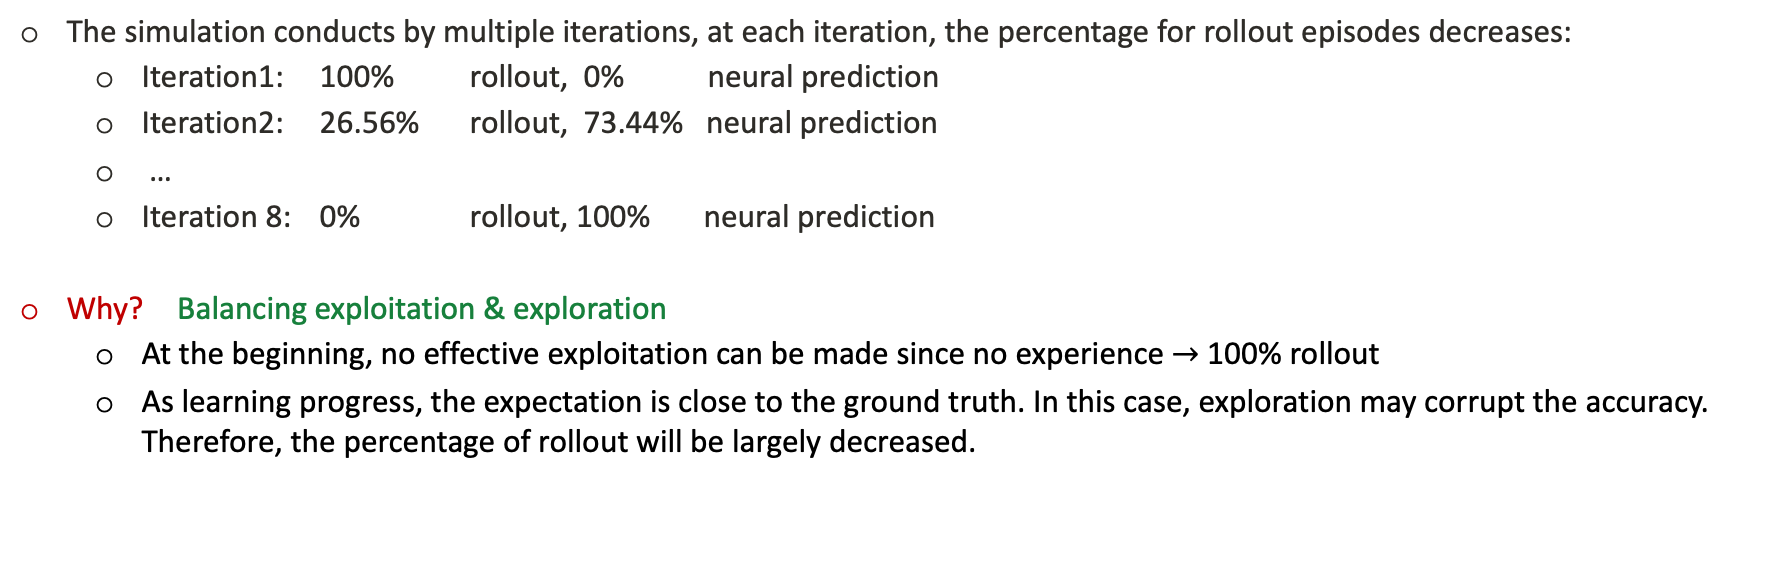 ○ The simulation conducts by multiple iterations, at each iteration, the percentage for rollout episodes decreases:
○ Iteration1: 100% rollout, 0% neural prediction
○ Iteration2: 26.56% rollout, 73.44% neural prediction
○ ...
○ Iteration 8: 0% rollout, 100% neural prediction
○ Why? Balancing exploitation & exploration
○ At the beginning, no effective exploitation can be made since no experience → 100% rollout
○ As learning progress, the expectation is close to the ground truth. In this case, exploration may corrupt the accuracy.
Therefore, the percentage of rollout will be largely decreased.